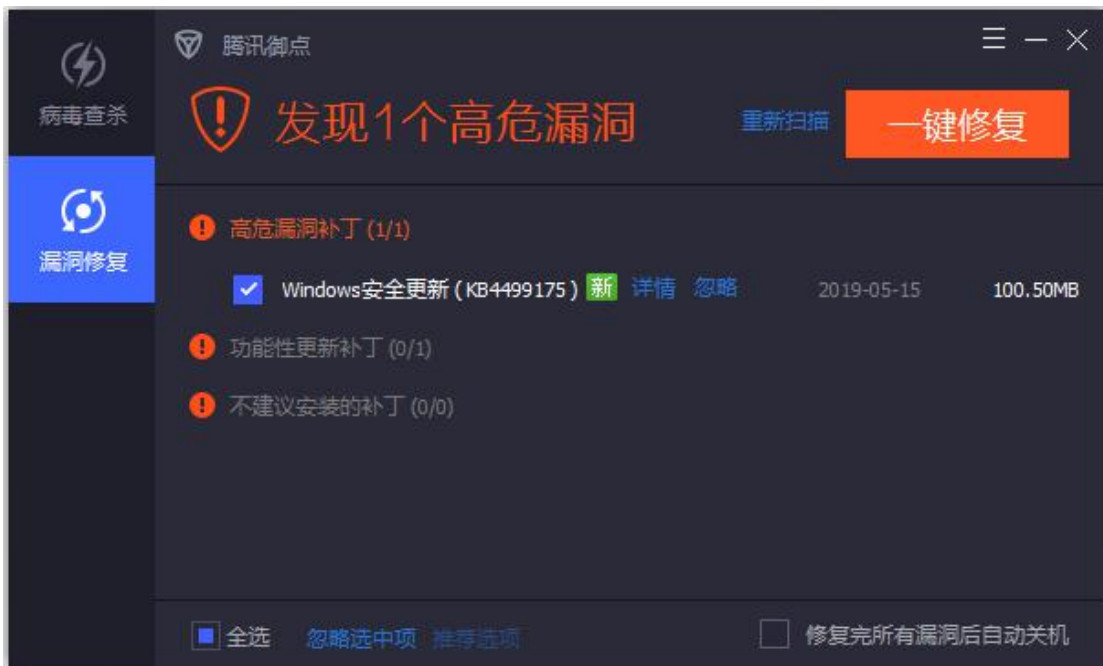 腾讯御点
病毒查杀
发现1个高危漏洞
重新扫描
一键修复
漏洞修复
高危漏洞补丁 (1/1)
Windows安全更新 ( KB4499175 ) 新 详情 忽略 2019-05-15 100.50MB
功能性更新补丁 (0/1)
不建议安装的补丁 (0/0)
全选 忽略选中项 推荐选项 修复完所有漏洞后自动关机